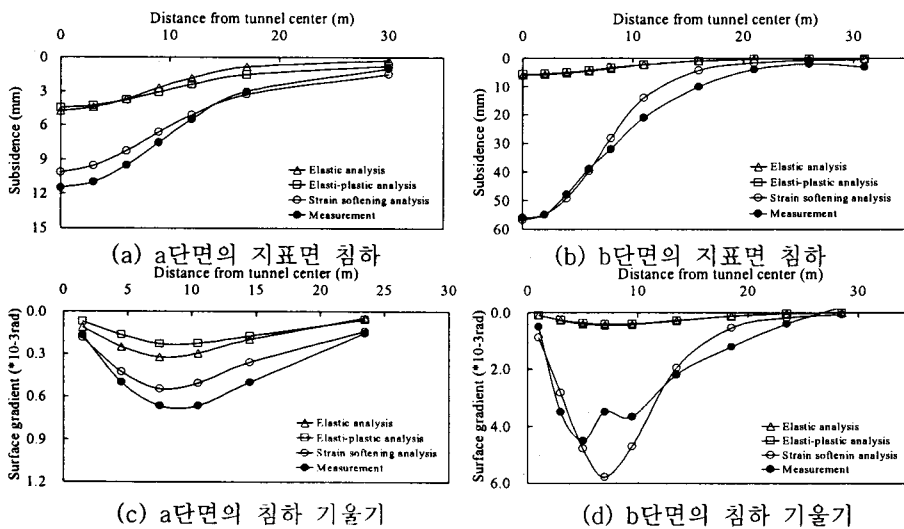 Distance from tunnel center (m)
0 10 20 30
0
3
6
9
12
15
Subsidence (mm)
Elastic analysis
Elasti-plastic analysis
Strain softening analysis
Measurement
(a) a단면의 지표면 침하
Distance from tunnel center (m)
0 10 20 30
0
10
20
30
40
50
60
Subsidence (mm)
Elastic analysis
Elasti-plastic analysis
Strain softening analysis
Measurement
(b) b단면의 지표면 침하
Distance from tunnel center (m)
0 5 10 15 20 25
0.0
0.3
0.6
0.9
1.2
Surface gradient (*10-3rad)
Elastic analysis
Elasti-plastic analysis
Strain softening analysis
Measurement
(c) a단면의 침하 기울기
Distance from tunnel center (m)
0 10 20 30
0.0
2.0
4.0
6.0
Surface gradient (*10-3rad)
Elastic analysis
Elasti-plastic analysis
Strain softenin analysis
Measurement
(d) b단면의 침하 기울기